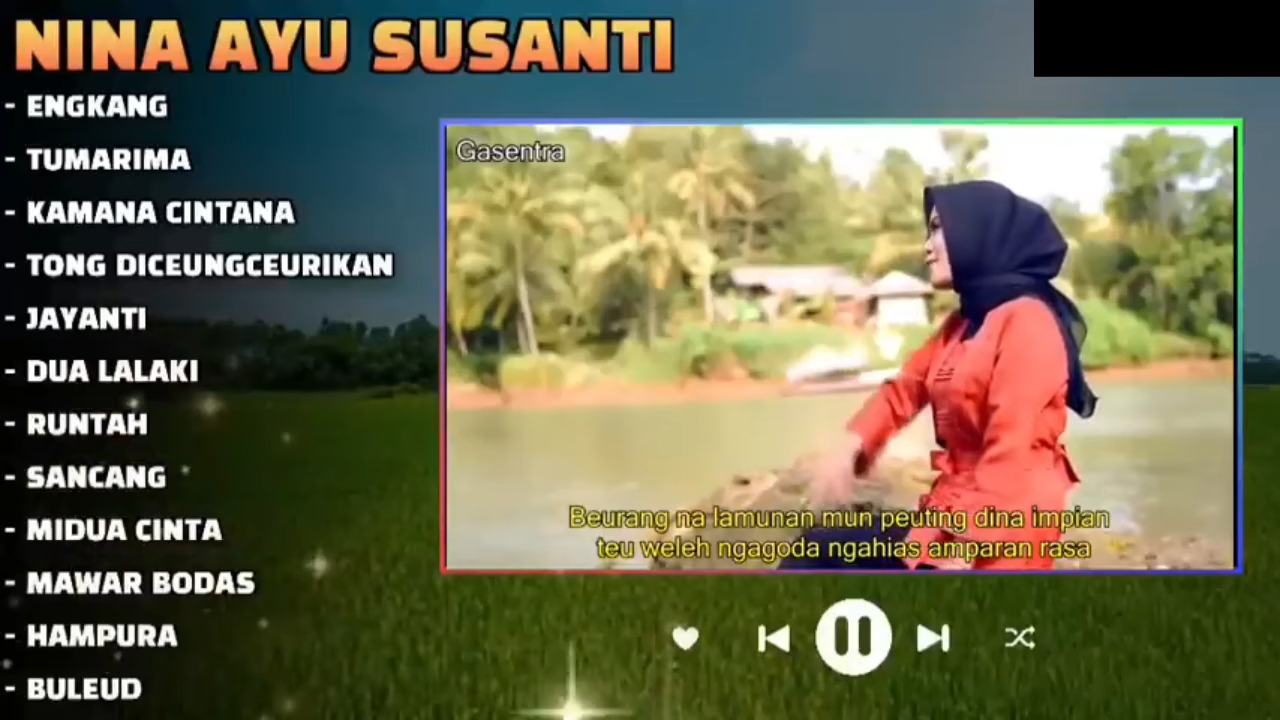 NINA AYU SUSANTI
- ENGKANG
- TUMARIMA
- KAMANA CINTANA
- TONG DICEUNGCEURIKAN
- JAYANTI
- DUA LALAKI
- RUNTAH
- SANCANG
- MIDUA CINTA
- MAWAR BODAS
- HAMPURA
- BULEUD
Gasentra
Beurang na lamunan mun peuting dina impian
teu weleh ngagoda ngahias amparan rasa